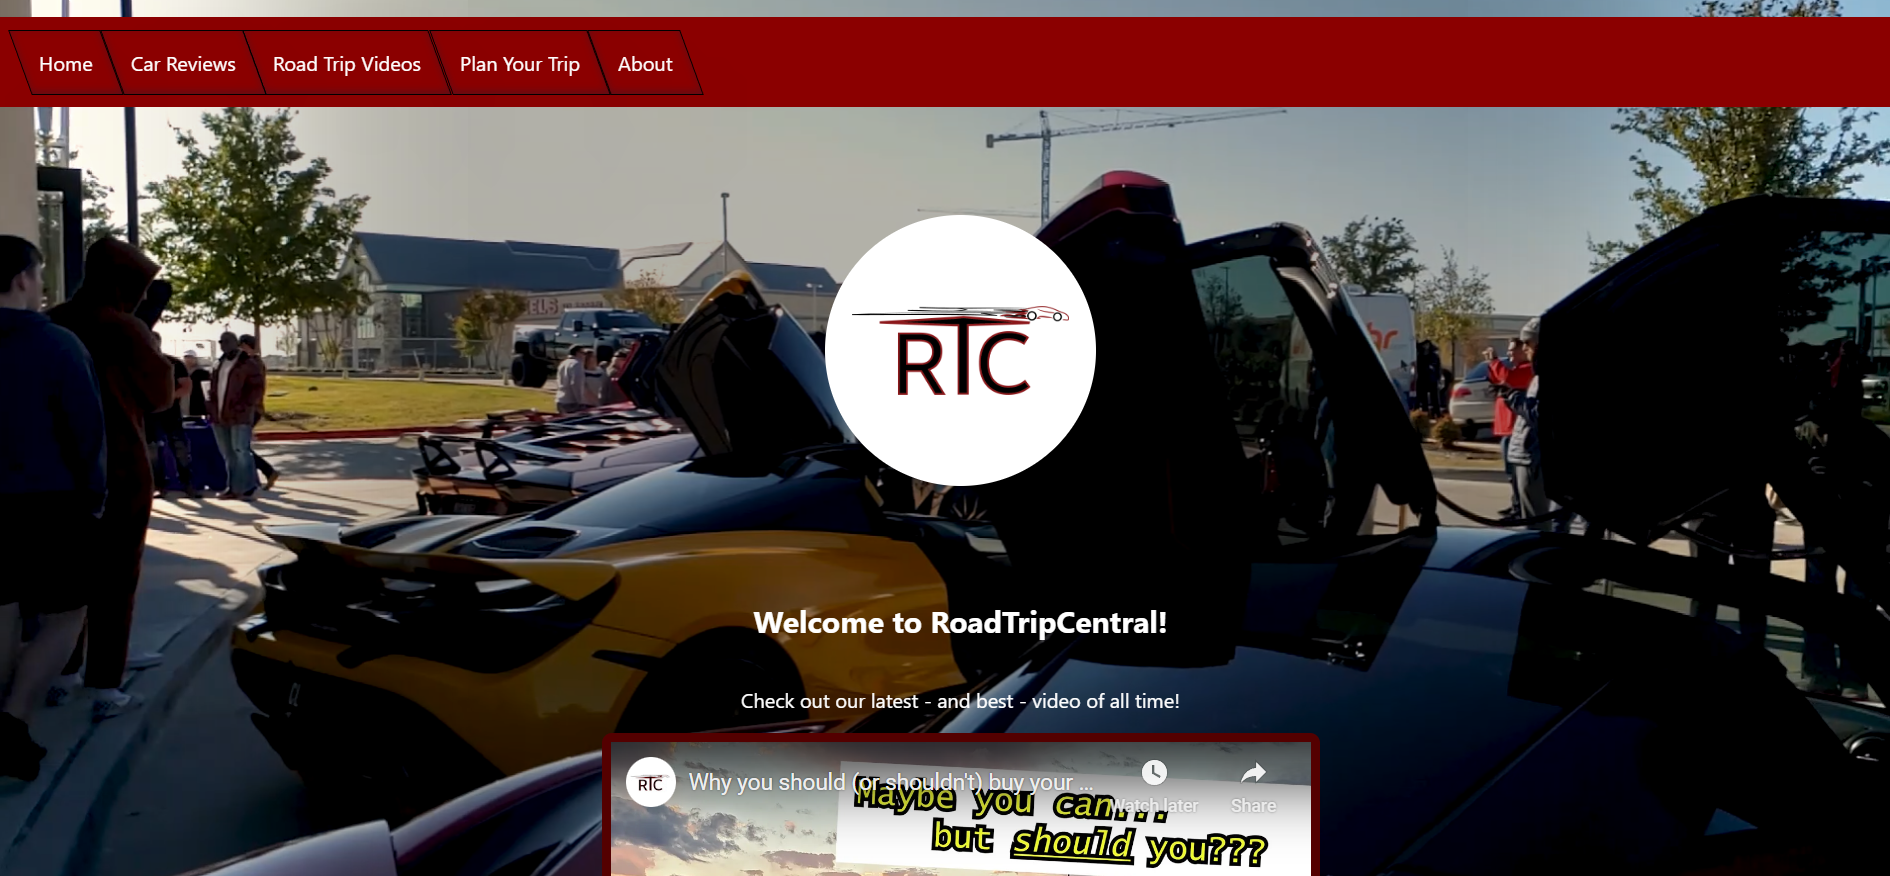 Home
Car Reviews
Road Trip Videos
Plan Your Trip
About
RTC
Welcome to RoadTripCentral!
Check out our latest - and best - video of all time!
RTC
Why you should (or shouldn't) buy your ...
Watch later
Share
Maybe you can...
but should you???